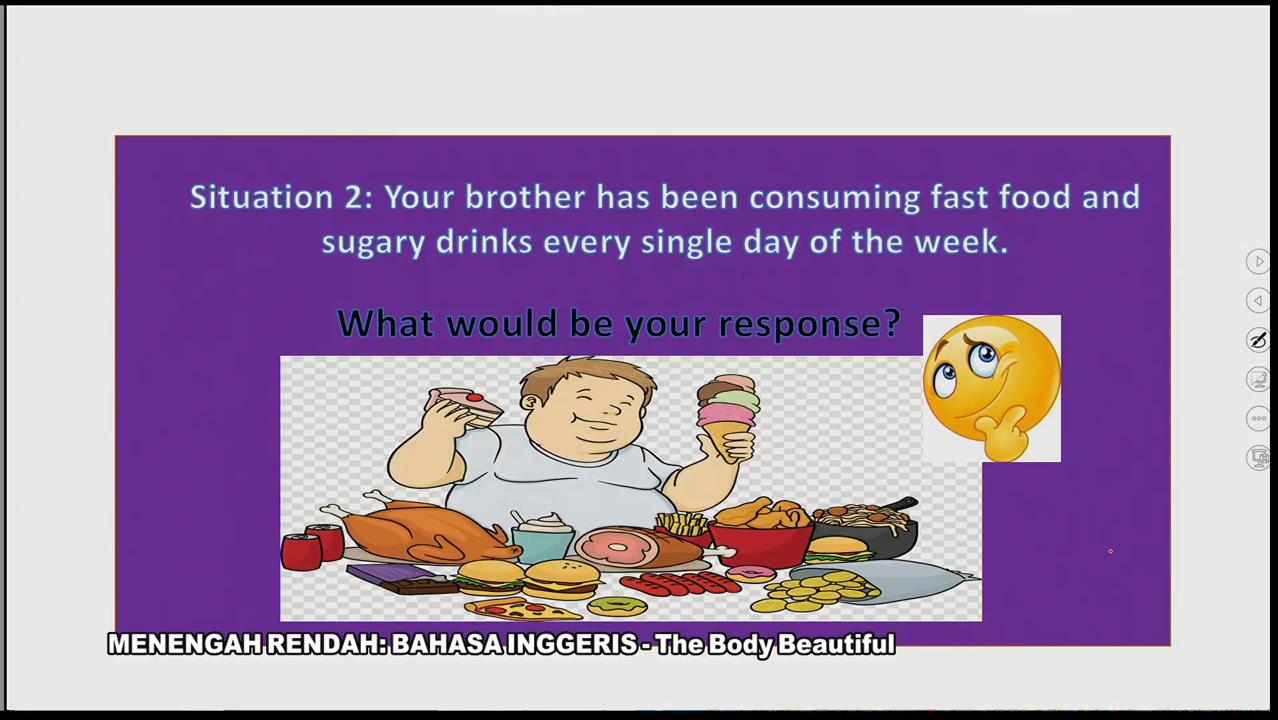 Situation 2: Your brother has been consuming fast food and
sugary drinks every single day of the week.
What would be your response?
MENENGAH RENDAH: BAHASA INGGERIS - The Body Beautiful